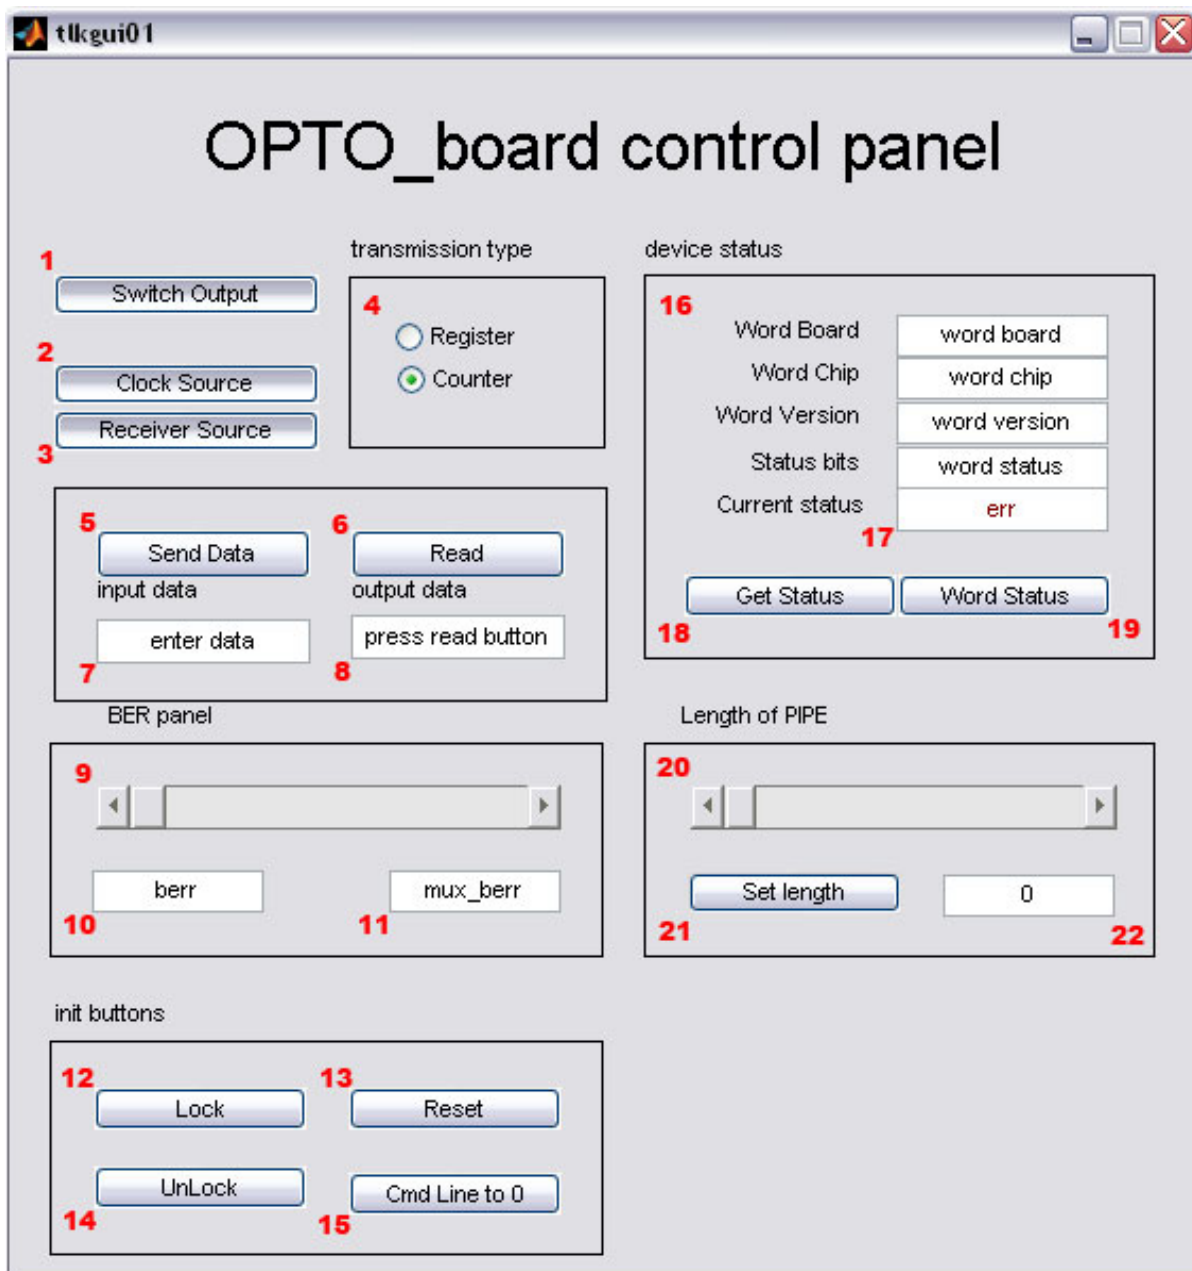 tlkgui01
OPTO_board control panel
1
Switch Output
2
Clock Source
Receiver Source
3
transmission type
4
Register
Counter
5
Send Data
input data
enter data
7
6
Read
output data
press read button
8
device status
16
Word Board word board
Word Chip word chip
Word Version word version
Status bits word status
Current status err
17
Get Status Word Status
18 19
BER panel
9
berr mux_berr
10 11
Length of PIPE
20
Set length 0
21 22
init buttons
12 13
Lock Reset
UnLock Cmd Line to 0
14 15